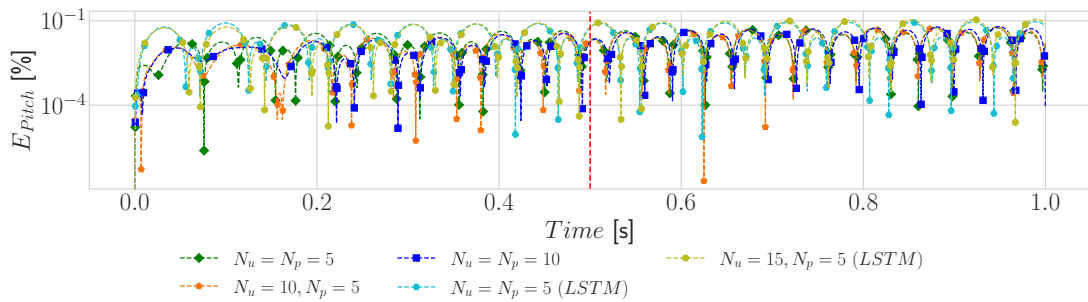 10^{-1}
10^{-4}
E_{Pitch} [%]
0.0 0.2 0.4 0.6 0.8 1.0
Time [s]
N_u = N_p = 5 N_u = N_p = 10 N_u = 15, N_p = 5 (LSTM)
N_u = 10, N_p = 5 N_u = N_p = 5 (LSTM)